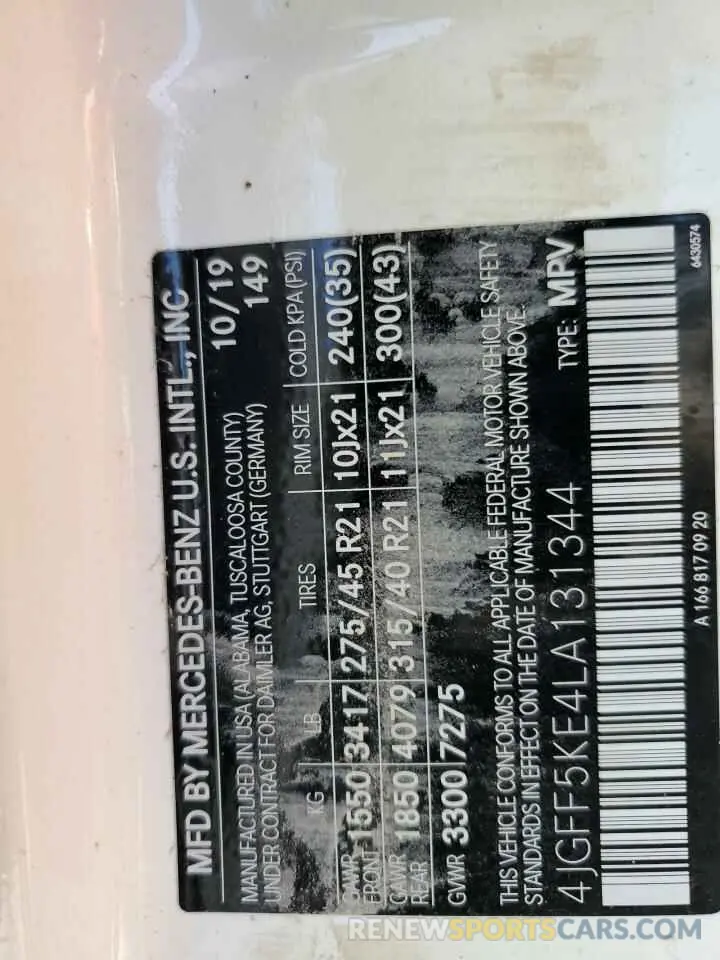 MFD BY MERCEDES-BENZ U.S. INTL., INC
MANUFACTURED IN USA (ALABAMA, TUSCALOOSA COUNTY) 10/19
UNDER CONTRACT FOR DAIMLER AG, STUTTGART (GERMANY) 149
KG LB TIRES RIM SIZE COLD KPA (PSI)
GAWR FRONT 1550 3417 275/45 R21 10Jx21 240(35)
GAWR REAR 1850 4079 315/40 R21 11Jx21 300(43)
GVWR 3300 7275
THIS VEHICLE CONFORMS TO ALL APPLICABLE FEDERAL MOTOR VEHICLE SAFETY
STANDARDS IN EFFECT ON THE DATE OF MANUFACTURE SHOWN ABOVE.
4JGFF5KE4LA131344 TYPE: MPV
A 166 817 09 20 6430574
RENEWSPORTSCARS.COM